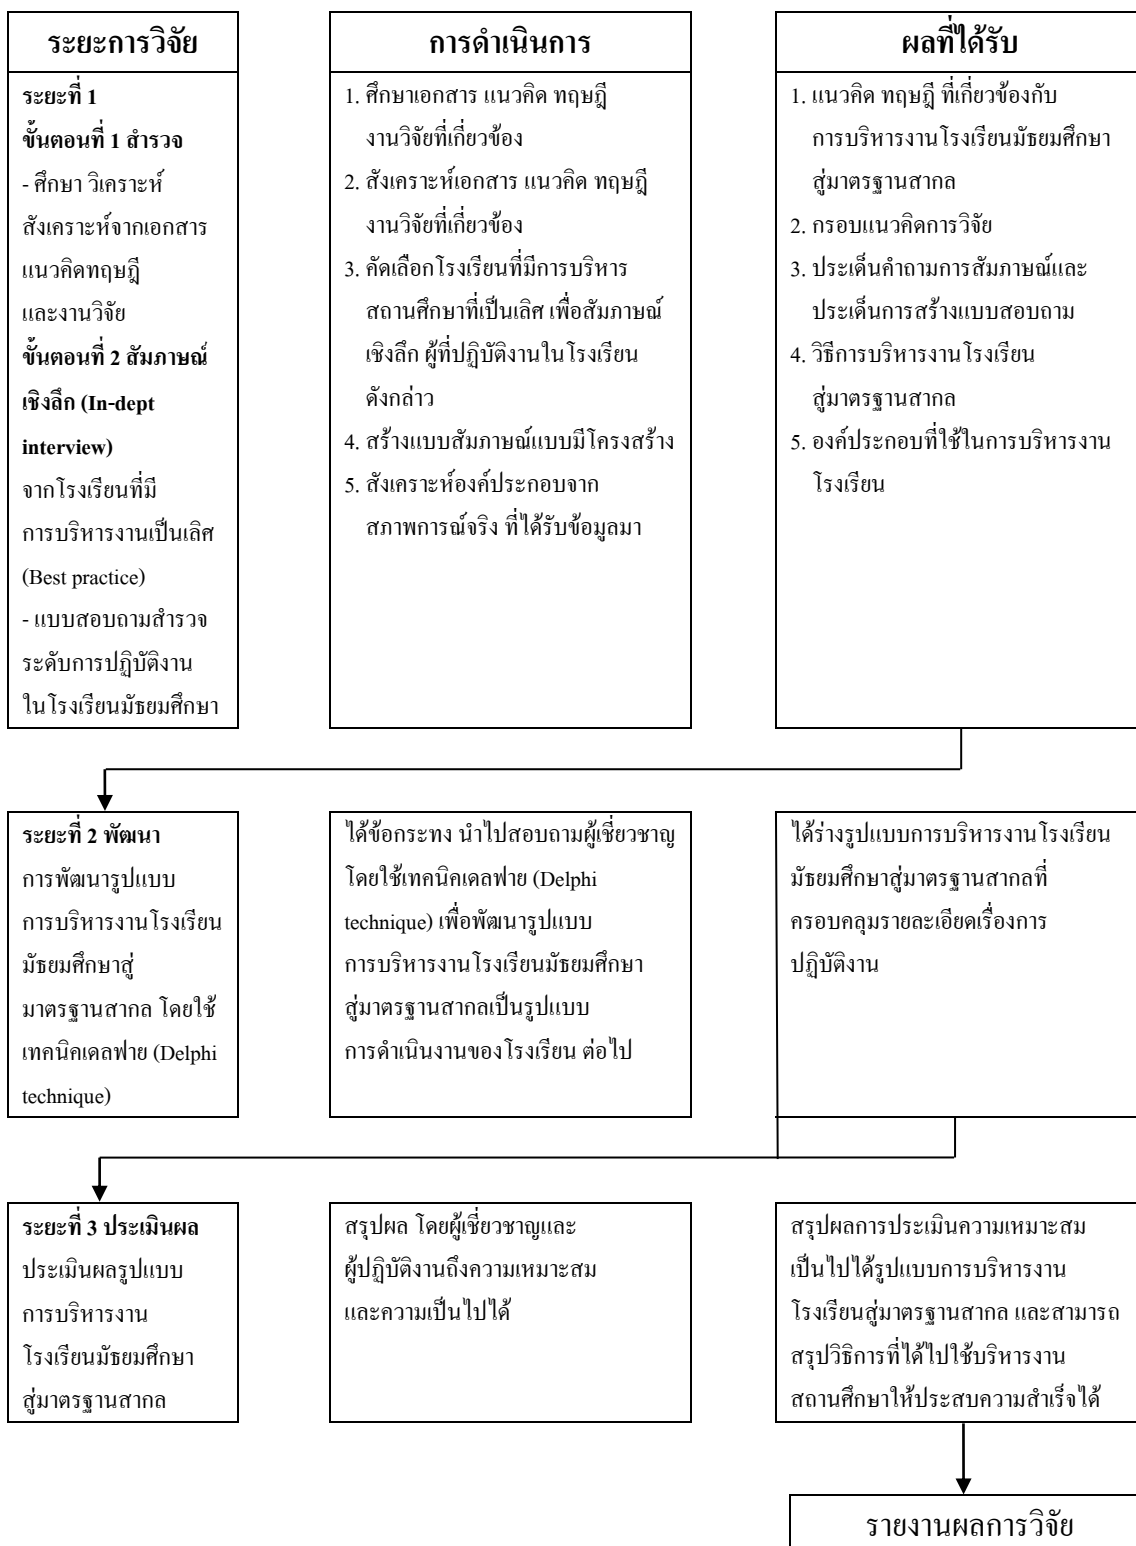 ระยะการวิจัย
ระยะที่ 1
ขั้นตอนที่ 1 สำรวจ
- ศึกษา วิเคราะห์
สังเคราะห์จากเอกสาร
แนวคิดทฤษฎี
และงานวิจัย
ขั้นตอนที่ 2 สัมภาษณ์
เชิงลึก (In-dept
interview)
จากโรงเรียนที่มี
การบริหารงานเป็นเลิศ
(Best practice)
- แบบสอบถามสำรวจ
ระดับการปฏิบัติงาน
ในโรงเรียนมัธยมศึกษา
การดำเนินการ
1. ศึกษาเอกสาร แนวคิด ทฤษฎี
งานวิจัยที่เกี่ยวข้อง
2. สังเคราะห์เอกสาร แนวคิด ทฤษฎี
งานวิจัยที่เกี่ยวข้อง
3. คัดเลือกโรงเรียนที่มีการบริหาร
สถานศึกษาที่เป็นเลิศ เพื่อสัมภาษณ์
เชิงลึก ผู้ที่ปฏิบัติงานในโรงเรียน
ดังกล่าว
4. สร้างแบบสัมภาษณ์แบบมีโครงสร้าง
5. สังเคราะห์องค์ประกอบจาก
สภาพการณ์จริง ที่ได้รับข้อมูลมา
ผลที่ได้รับ
1. แนวคิด ทฤษฎี ที่เกี่ยวข้องกับ
การบริหารงานโรงเรียนมัธยมศึกษา
สู่มาตรฐานสากล
2. กรอบแนวคิดการวิจัย
3. ประเด็นคำถามการสัมภาษณ์และ
ประเด็นการสร้างแบบสอบถาม
4. วิธีการบริหารงานโรงเรียน
สู่มาตรฐานสากล
5. องค์ประกอบที่ใช้ในการบริหารงาน
โรงเรียน
ระยะที่ 2 พัฒนา
การพัฒนารูปแบบ
การบริหารงานโรงเรียน
มัธยมศึกษาสู่
มาตรฐานสากล โดยใช้
เทคนิคเดลฟาย (Delphi
technique)
ได้ข้อกระทง นำไปสอบถามผู้เชี่ยวชาญ
โดยใช้เทคนิคเดลฟาย (Delphi
technique) เพื่อพัฒนารูปแบบ
การบริหารงานโรงเรียนมัธยมศึกษา
สู่มาตรฐานสากลเป็นรูปแบบ
การดำเนินงานของโรงเรียน ต่อไป
ได้ร่างรูปแบบการบริหารงานโรงเรียน
มัธยมศึกษาสู่มาตรฐานสากลที่
ครอบคลุมรายละเอียดเรื่องการ
ปฏิบัติงาน
ระยะที่ 3 ประเมินผล
ประเมินผลรูปแบบ
การบริหารงาน
โรงเรียนมัธยมศึกษา
สู่มาตรฐานสากล
สรุปผล โดยผู้เชี่ยวชาญและ
ผู้ปฏิบัติงานถึงความเหมาะสม
และความเป็นไปได้
สรุปผลการประเมินความเหมาะสม
เป็นไปได้รูปแบบการบริหารงาน
โรงเรียนสู่มาตรฐานสากล และสามารถ
สรุปวิธิการที่ได้ไปใช้บริหารงาน
สถานศึกษาให้ประสบความสำเร็จได้
รายงานผลการวิจัย